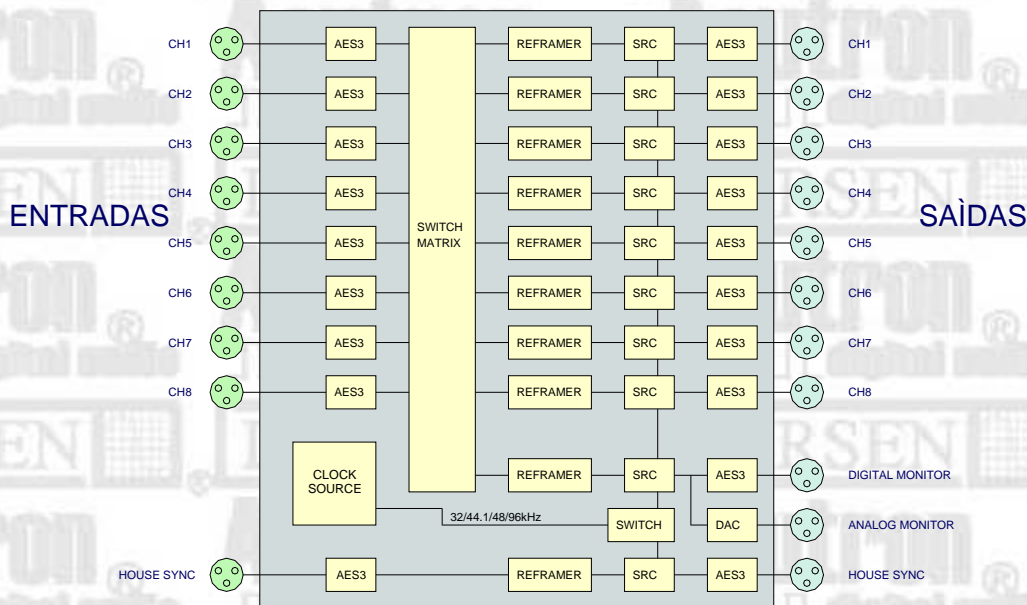 CH1 AES3 REFRAMER SRC AES3 CH1
CH2 AES3 REFRAMER SRC AES3 CH2
CH3 AES3 REFRAMER SRC AES3 CH3
CH4 AES3 REFRAMER SRC AES3 CH4
ENTRADAS
SWITCH
MATRIX
SAÌDAS
CH5 AES3 REFRAMER SRC AES3 CH5
CH6 AES3 REFRAMER SRC AES3 CH6
CH7 AES3 REFRAMER SRC AES3 CH7
CH8 AES3 REFRAMER SRC AES3 CH8
CLOCK
SOURCE
REFRAMER SRC AES3 DIGITAL MONITOR
32/44.1/48/96kHz SWITCH DAC ANALOG MONITOR
HOUSE SYNC AES3 REFRAMER SRC AES3 HOUSE SYNC